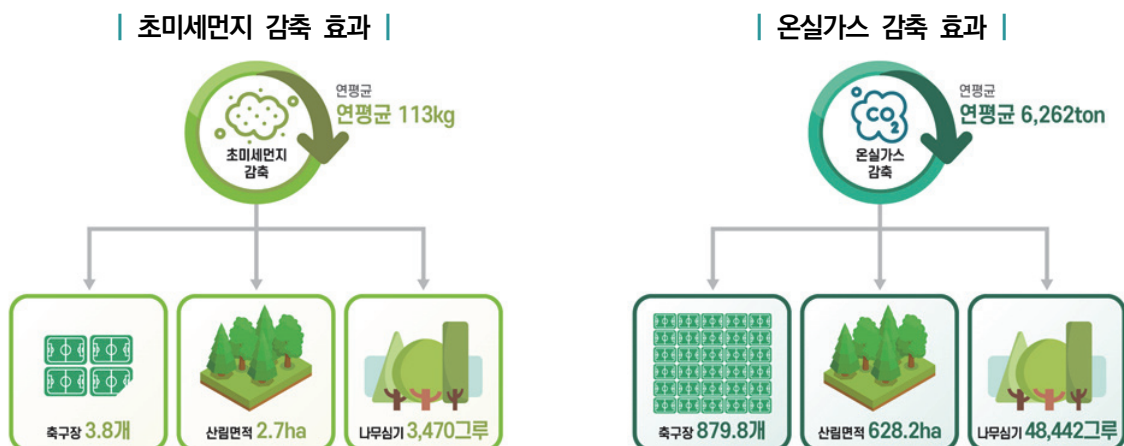 | 초미세먼지 감축 효과 |
연평균
연평균 113kg
초미세먼지
감축
축구장 3.8개
산림면적 2.7ha
나무심기 3,470그루
| 온실가스 감축 효과 |
연평균
연평균 6,262ton
CO2
온실가스
감축
축구장 879.8개
산림면적 628.2ha
나무심기 48,442그루